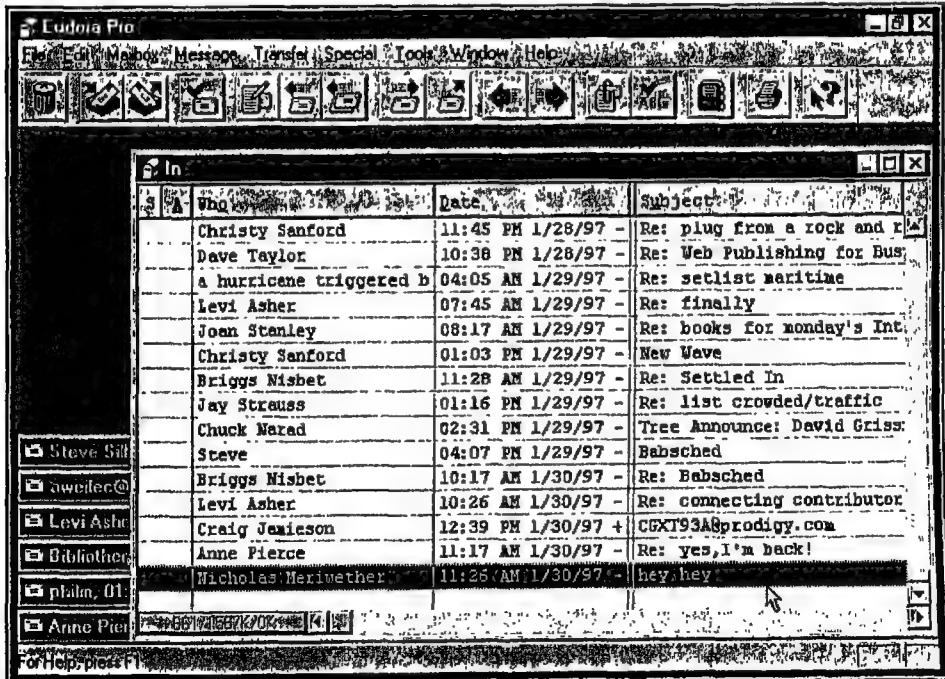 Eudora Pro
File Edit Mailbox Message Transfer Special Tools Window Help
In
S A Who Date Subject
Christy Sanford 11:45 PM 1/28/97 - Re: plug from a rock and r
Dave Taylor 10:38 PM 1/28/97 - Re: Web Publishing for Bus
a hurricane triggered b 04:05 AM 1/29/97 - Re: setlist maritime
Levi Asher 07:45 AM 1/29/97 - Re: finally
Joan Stanley 08:17 AM 1/29/97 - Re: books for monday's Int
Christy Sanford 01:03 PM 1/29/97 - New Wave
Briggs Nisbet 11:28 AM 1/29/97 - Re: Settled In
Jay Strauss 01:16 PM 1/29/97 - Re: list crowded/traffic
Chuck Narad 02:31 PM 1/29/97 - Tree Announce: David Griss
Steve 04:07 PM 1/29/97 - Babsched
Briggs Nisbet 10:17 AM 1/30/97 - Re: Babsched
Levi Asher 10:26 AM 1/30/97 - Re: connecting contributor
Craig Jamieson 12:39 PM 1/30/97 + CGXT93A@prodigy.com
Anne Pierce 11:17 AM 1/30/97 - Re: yes,I'm back!
Nicholas Meriwether 11:26 AM 1/30/97 - hey, hey
Steve Sil
aweilec@
Levi Ashe
Bibliothec
philm, 01:
Anne Pier
For Help, press F1